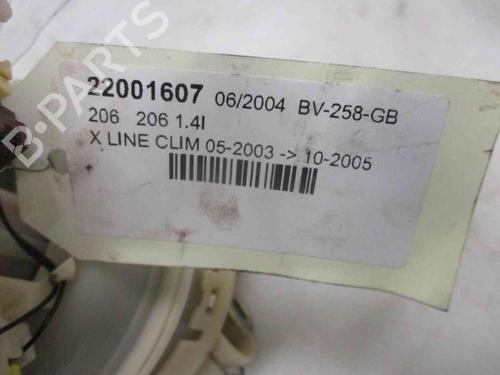 22001607 06/2004 BV-258-GB
206 206 1.4I
X LINE CLIM 05-2003 -> 10-2005
B-PARTS